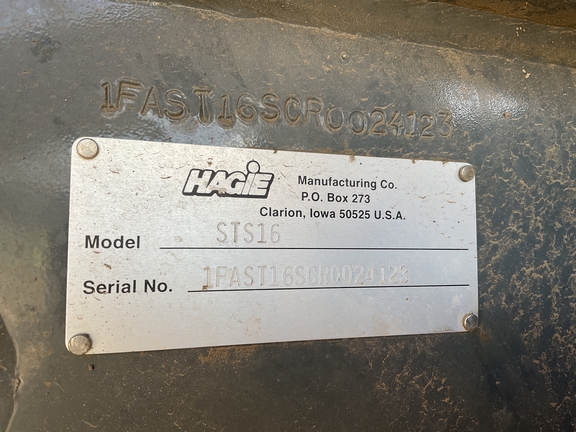 1FAST16SCR0024123
HAGIE Manufacturing Co.
P.O. Box 273
Clarion, Iowa 50525 U.S.A.
Model STS16
Serial No. 1FAST16SCR0024123